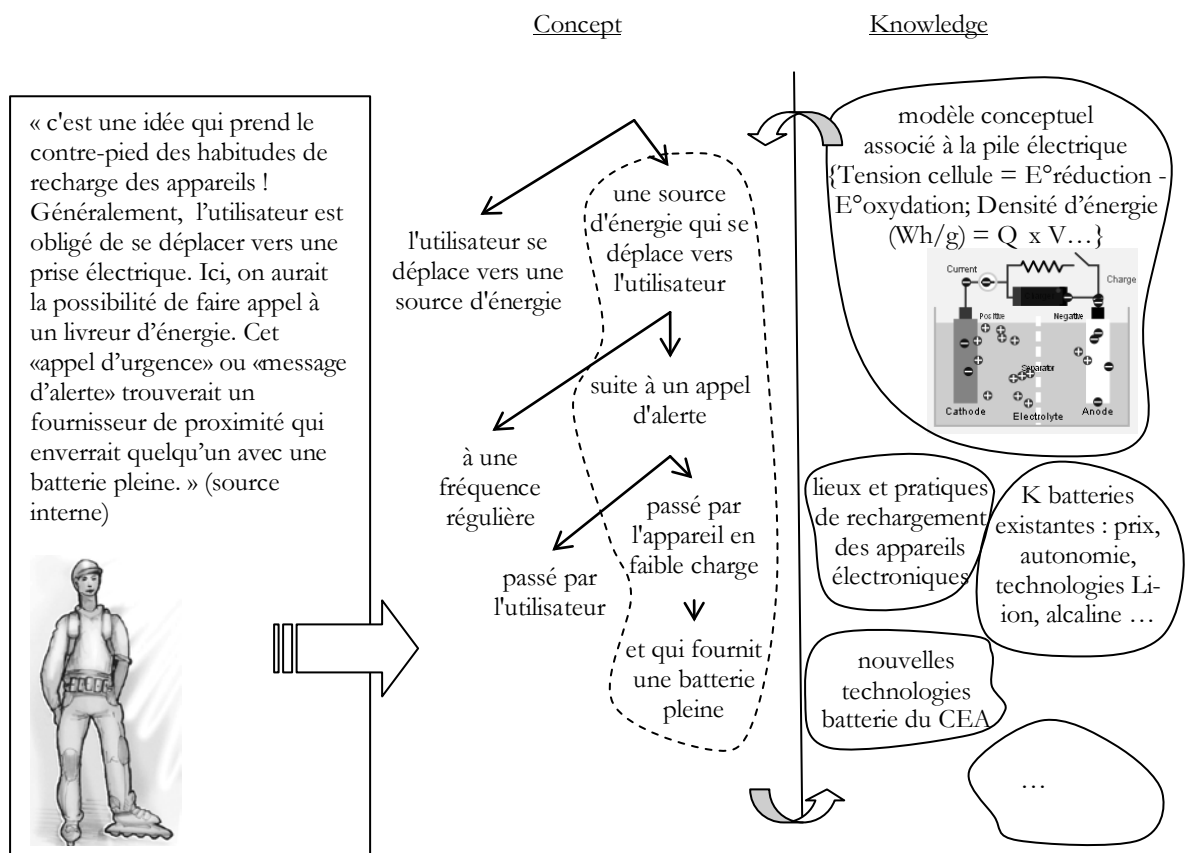 Concept
Knowledge
« c'est une idée qui prend le
contre-pied des habitudes de
recharge des appareils !
Généralement, l'utilisateur est
obligé de se déplacer vers une
prise électrique. Ici, on aurait
la possibilité de faire appel à
un livreur d'énergie. Cet
«appel d'urgence» ou «message
d'alerte» trouverait un
fournisseur de proximité qui
enverrait quelqu'un avec une
batterie pleine. » (source
interne)
une source
d'énergie qui se
déplace vers
l'utilisateur
l'utilisateur se
déplace vers une
source d'énergie
suite à un appel
d'alerte
à une
fréquence
régulière
passé par
l'appareil en
faible charge
passé par
l'utilisateur
et qui fournit
une batterie
pleine
modèle conceptuel
associé à la pile électrique
{Tension cellule = E°réduction -
E°oxydation; Densité d'énergie
(Wh/g) = Q x V…}
Current
Charge
Positive
Negative
Separator
Cathode
Electrolyte
Anode
lieux et pratiques
de rechargement
des appareils
électroniques
K batteries
existantes : prix,
autonomie,
technologies Li-
ion, alcaline …
nouvelles
technologies
batterie du CEA
…